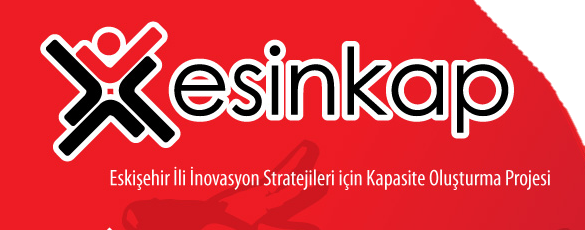 esinkap
Eskişehir İli İnovasyon Stratejileri için Kapasite Oluşturma Projesi